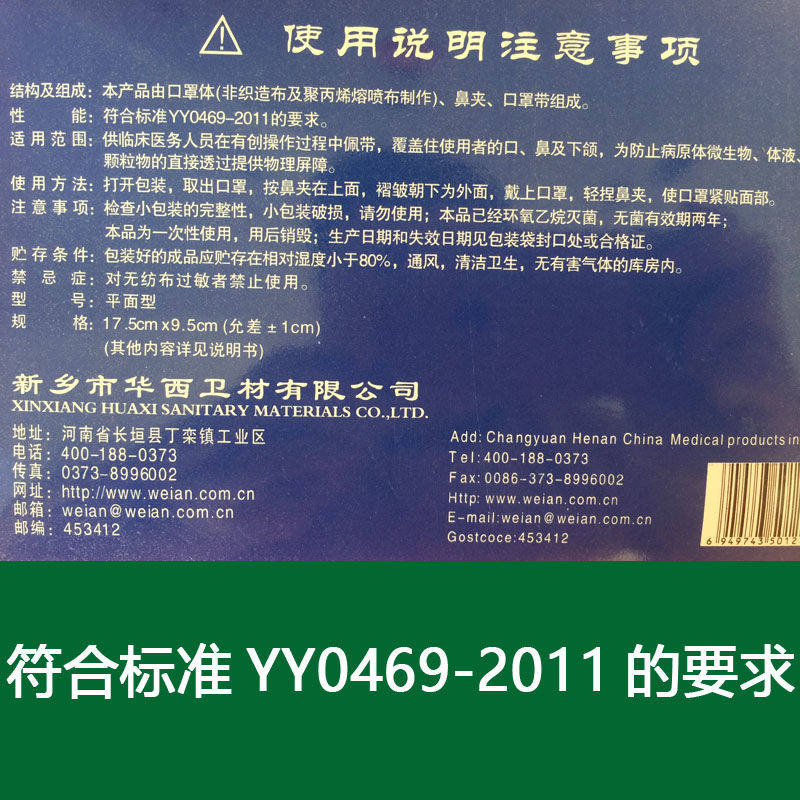 使用说明注意事项
结构及组成：本产品由口罩体(非织造布及聚丙烯熔喷布制作)、鼻夹、口罩带组成。
性能：符合标准YY0469-2011的要求。
适用范围：供临床医务人员在有创操作过程中佩带，覆盖住使用者的口、鼻及下颌，为防止病原体微生物、体液、
颗粒物的直接透过提供物理屏障。
使用方法：打开包装，取出口罩，按鼻夹在上面，褶皱朝下为外面，戴上口罩，轻捏鼻夹，使口罩紧贴面部。
注意事项：检查小包装的完整性，小包装破损，请勿使用；本品已经环氧乙烷灭菌，无菌有效期两年；
本品为一次性使用，用后销毁；生产日期和失效日期见包装袋封口处或合格证。
贮存条件：包装好的成品应贮存在相对湿度小于80%，通风，清洁卫生，无有害气体的库房内。
禁忌症：对无纺布过敏者禁止使用。
型号：平面型
规格：17.5cm x 9.5cm (允差±1cm)
(其他内容详见说明书)
新乡市华西卫材有限公司
XINXIANG HUAXI SANITARY MATERIALS CO.,LTD.
地址：河南省长垣县丁栾镇工业区
电话：400-188-0373
传真：0373-8996002
网址：http://www.weian.com.cn
邮箱：weian@weian.com.cn
邮编：453412
Add: Changyuan Henan China Medical products in
Tel:400-188-0373
Fax:0086-373-8996002
Http: www.weian.com.cn
E-mail:weian@weian.com.cn
Gostcoce:453412
6 949743 5012
符合标准 YY0469-2011 的要求